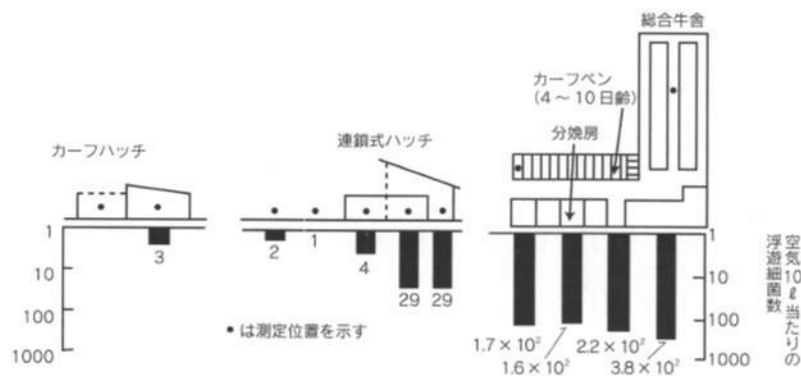 総合牛舎
カーフペン
(4～10日齢)
分娩房
カーフハッチ
連鎖式ハッチ
1
10
100
1000
3
2
1
4
29
29
● は測定位置を示す
1.7 × 10²
1.6 × 10²
2.2 × 10²
3.8 × 10²
1
10
100
1000
空気10ℓ当たりの
浮遊細菌数